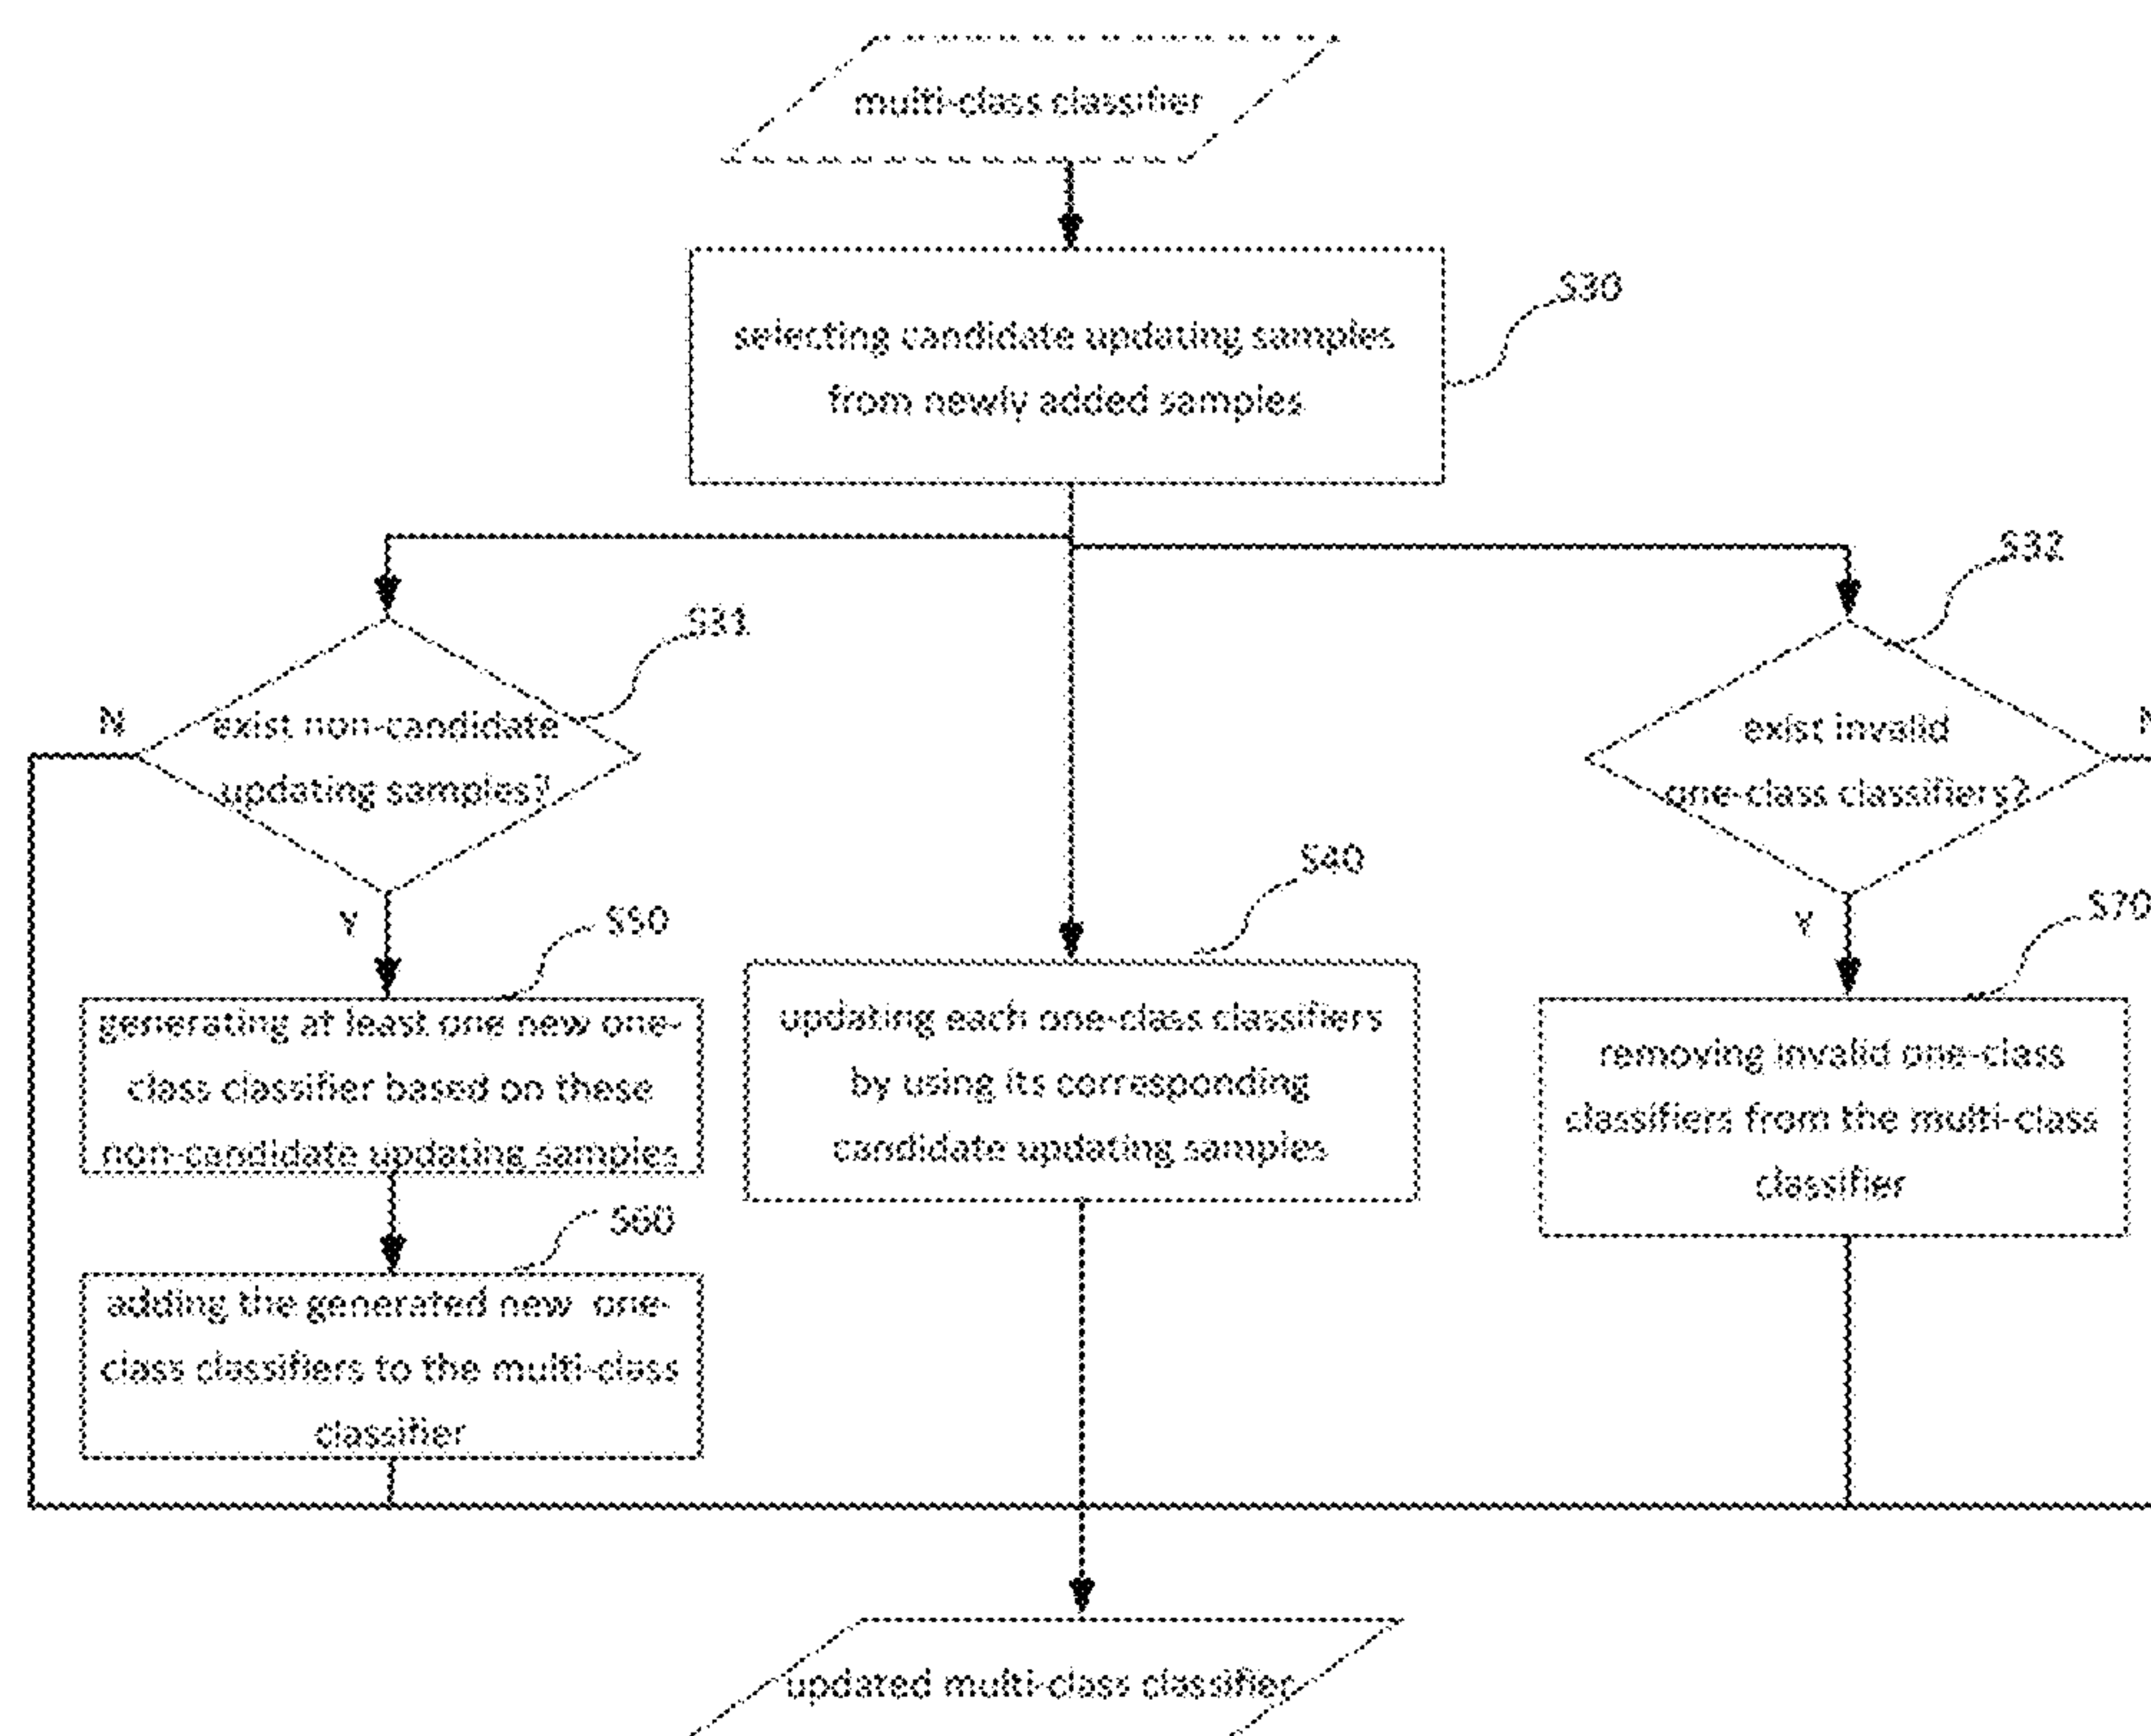 multi-class classifier
selecting candidate updating samples
from newly added samples
S30
S32
S31
N
exist non-candidate
updating samples?
exist invalid
one-class classifiers?
N
S40
Y
S50
Y
S70
generating at least one new one-
class classifier based on these
non-candidate updating samples
updating each one-class classifiers
by using its corresponding
candidate updating samples
removing invalid one-class
classifiers from the multi-class
classifier
S60
adding the generated new one-
class classifiers to the multi-class
classifier
updared multi-class classifier